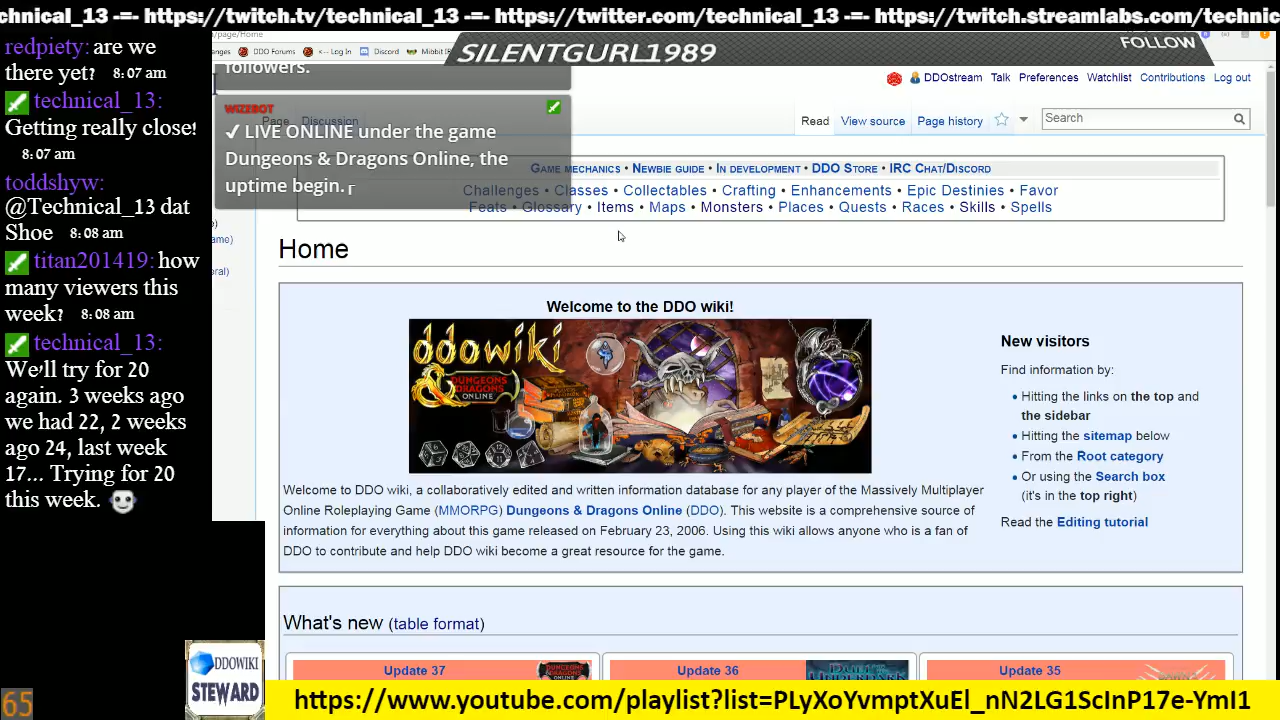 chnical_13 -=- https://twitch.tv/technical_13 -=- https://twitter.com/technical_13 -=- https://twitch.streamlabs.com/technic
redpiety: are we
there yet? 8:07 am
technical_13:
Getting really close!
8:07 am
toddshyw:
@Technical_13 dat
Shoe 8:08 am
titan201419: how
many viewers this
week? 8:08 am
technical_13:
We'll try for 20
again. 3 weeks ago
we had 22, 2 weeks
ago 24, last week
17... Trying for 20
this week.
/page/Home
nges DDO Forums <-- Log In Discord Mibbit
SILENTGURL1989
FOLLOW
followers.
WIZEBOT
✓ LIVE ONLINE under the game
Dungeons & Dragons Online, the
uptime begin.
DDOstream Talk Preferences Watchlist Contributions Log out
Page Discussion
Read View source Page history Search
Game mechanics • Newbie guide • In development • DDO Store • IRC Chat/Discord
Challenges • Classes • Collectables • Crafting • Enhancements • Epic Destinies • Favor
Feats • Glossary • Items • Maps • Monsters • Places • Quests • Races • Skills • Spells
Home
Welcome to the DDO wiki!
ddowiki
DUNGEONS
DRAGONS
ONLINE
Welcome to DDO wiki, a collaboratively edited and written information database for any player of the Massively Multiplayer
Online Roleplaying Game (MMORPG) Dungeons & Dragons Online (DDO). This website is a comprehensive source of
information for everything about this game released on February 23, 2006. Using this wiki allows anyone who is a fan of
DDO to contribute and help DDO wiki become a great resource for the game.
New visitors
Find information by:
• Hitting the links on the top and
the sidebar
• Hitting the sitemap below
• From the Root category
• Or using the Search box
(it's in the top right)
Read the Editing tutorial
What's new (table format)
Update 37
Update 36
Update 35
DDOWIKI
STEWARD
65
https://www.youtube.com/playlist?list=PLyXoYvmptXuEl_nN2LG1ScInP17e-YmI1